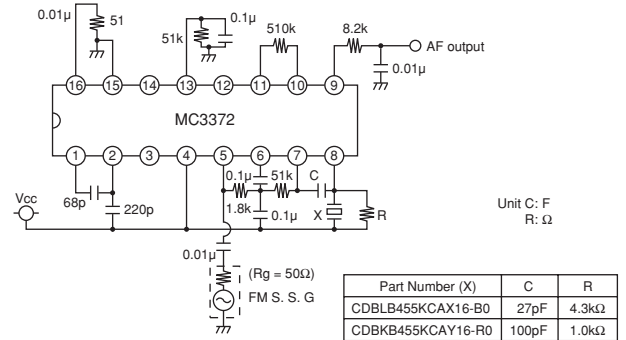 0.01μ
51
0.1μ
51k
510k
8.2k
AF output
0.01μ
16 15 14 13 12 11 10 9
MC3372
1 2 3 4 5 6 7 8
Vcc
68p
220p
0.1μ
51k
C
1.8k
0.1μ
X
R
Unit C: F
R: Ω
0.01μ
(Rg = 50Ω)
FM S. S. G
Part Number (X) C R
CDBLB455KCAX16-B0 27pF 4.3kΩ
CDBKB455KCAY16-R0 100pF 1.0kΩ